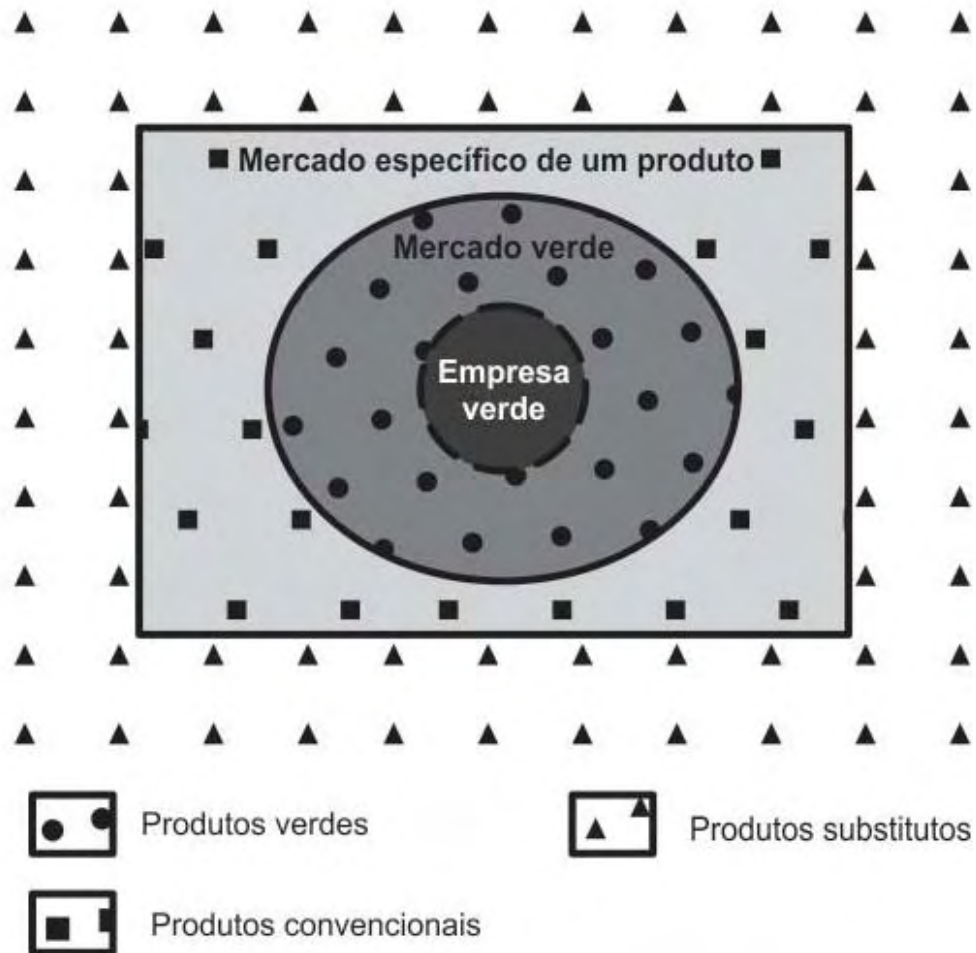 Mercado específico de um produto
Mercado verde
Empresa
verde
Produtos verdes
Produtos substitutos
Produtos convencionais